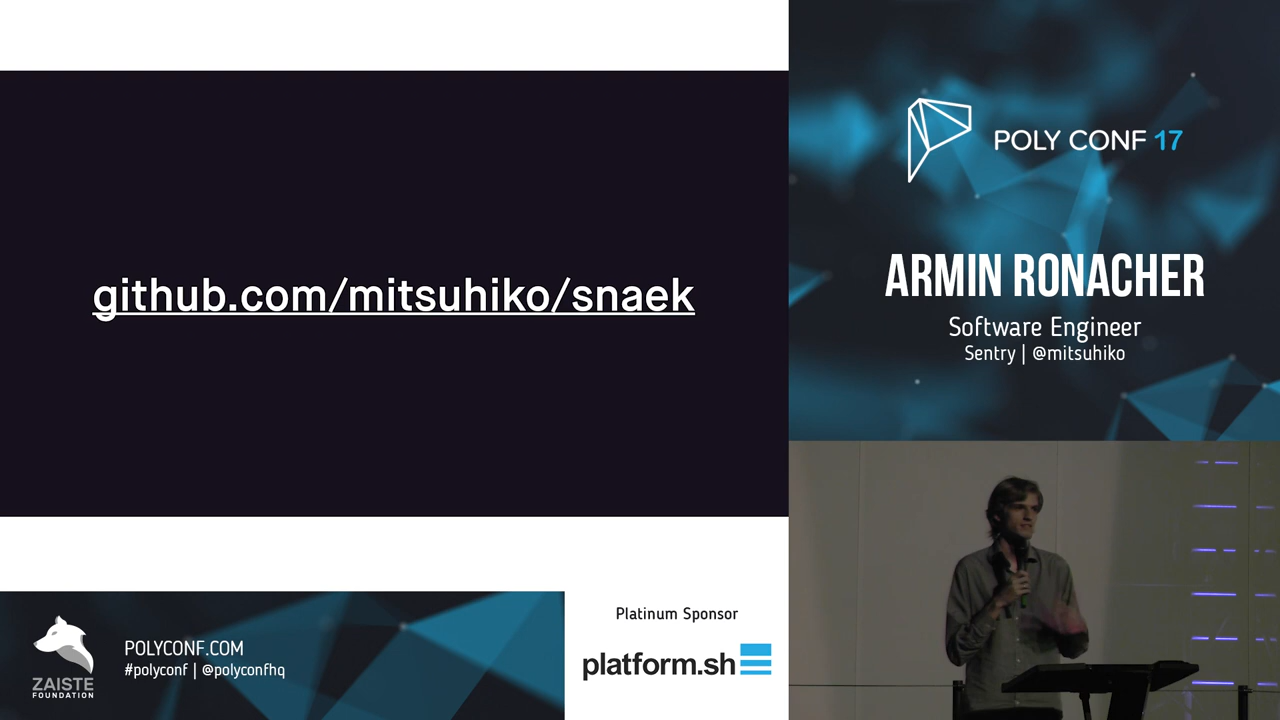 github.com/mitsuhiko/snaek
POLY CONF 17
ARMIN RONACHER
Software Engineer
Sentry | @mitsuhiko
ZAISTE
FOUNDATION
POLYCONF.COM
#polyconf | @polyconfhq
Platinum Sponsor
platform.sh